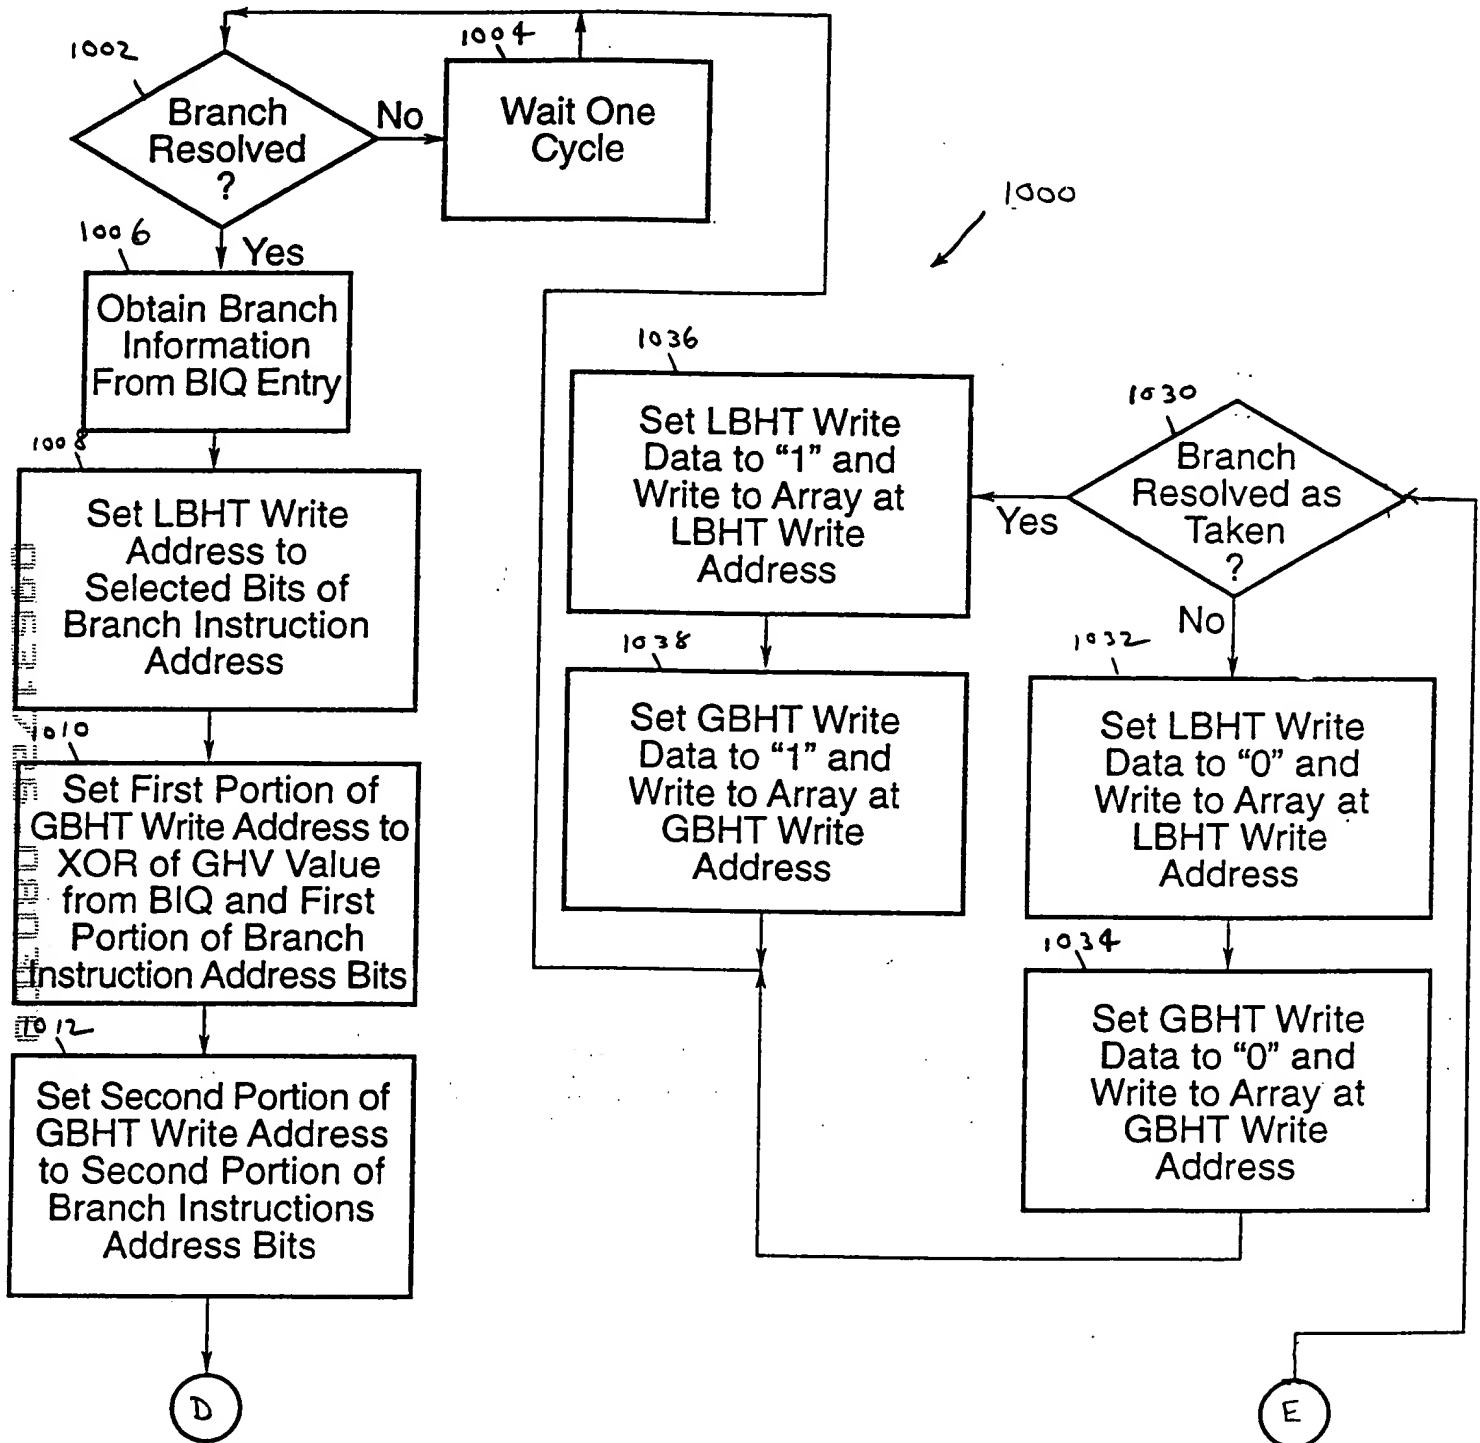 1002
Branch
Resolved
?
No
1004
Wait One
Cycle
Yes
1000
1006
Obtain Branch
Information
From BIQ Entry
1008
Set LBHT Write
Address to
Selected Bits of
Branch Instruction
Address
1010
Set First Portion of
GBHT Write Address to
XOR of GHV Value
from BIQ and First
Portion of Branch
Instruction Address Bits
1012
Set Second Portion of
GBHT Write Address
to Second Portion of
Branch Instructions
Address Bits
D
1036
Set LBHT Write
Data to “1” and
Write to Array at
LBHT Write
Address
1038
Set GBHT Write
Data to “1” and
Write to Array at
GBHT Write
Address
1030
Branch
Resolved as
Taken
?
Yes
No
1032
Set LBHT Write
Data to “0” and
Write to Array at
LBHT Write
Address
1034
Set GBHT Write
Data to “0” and
Write to Array at
GBHT Write
Address
E